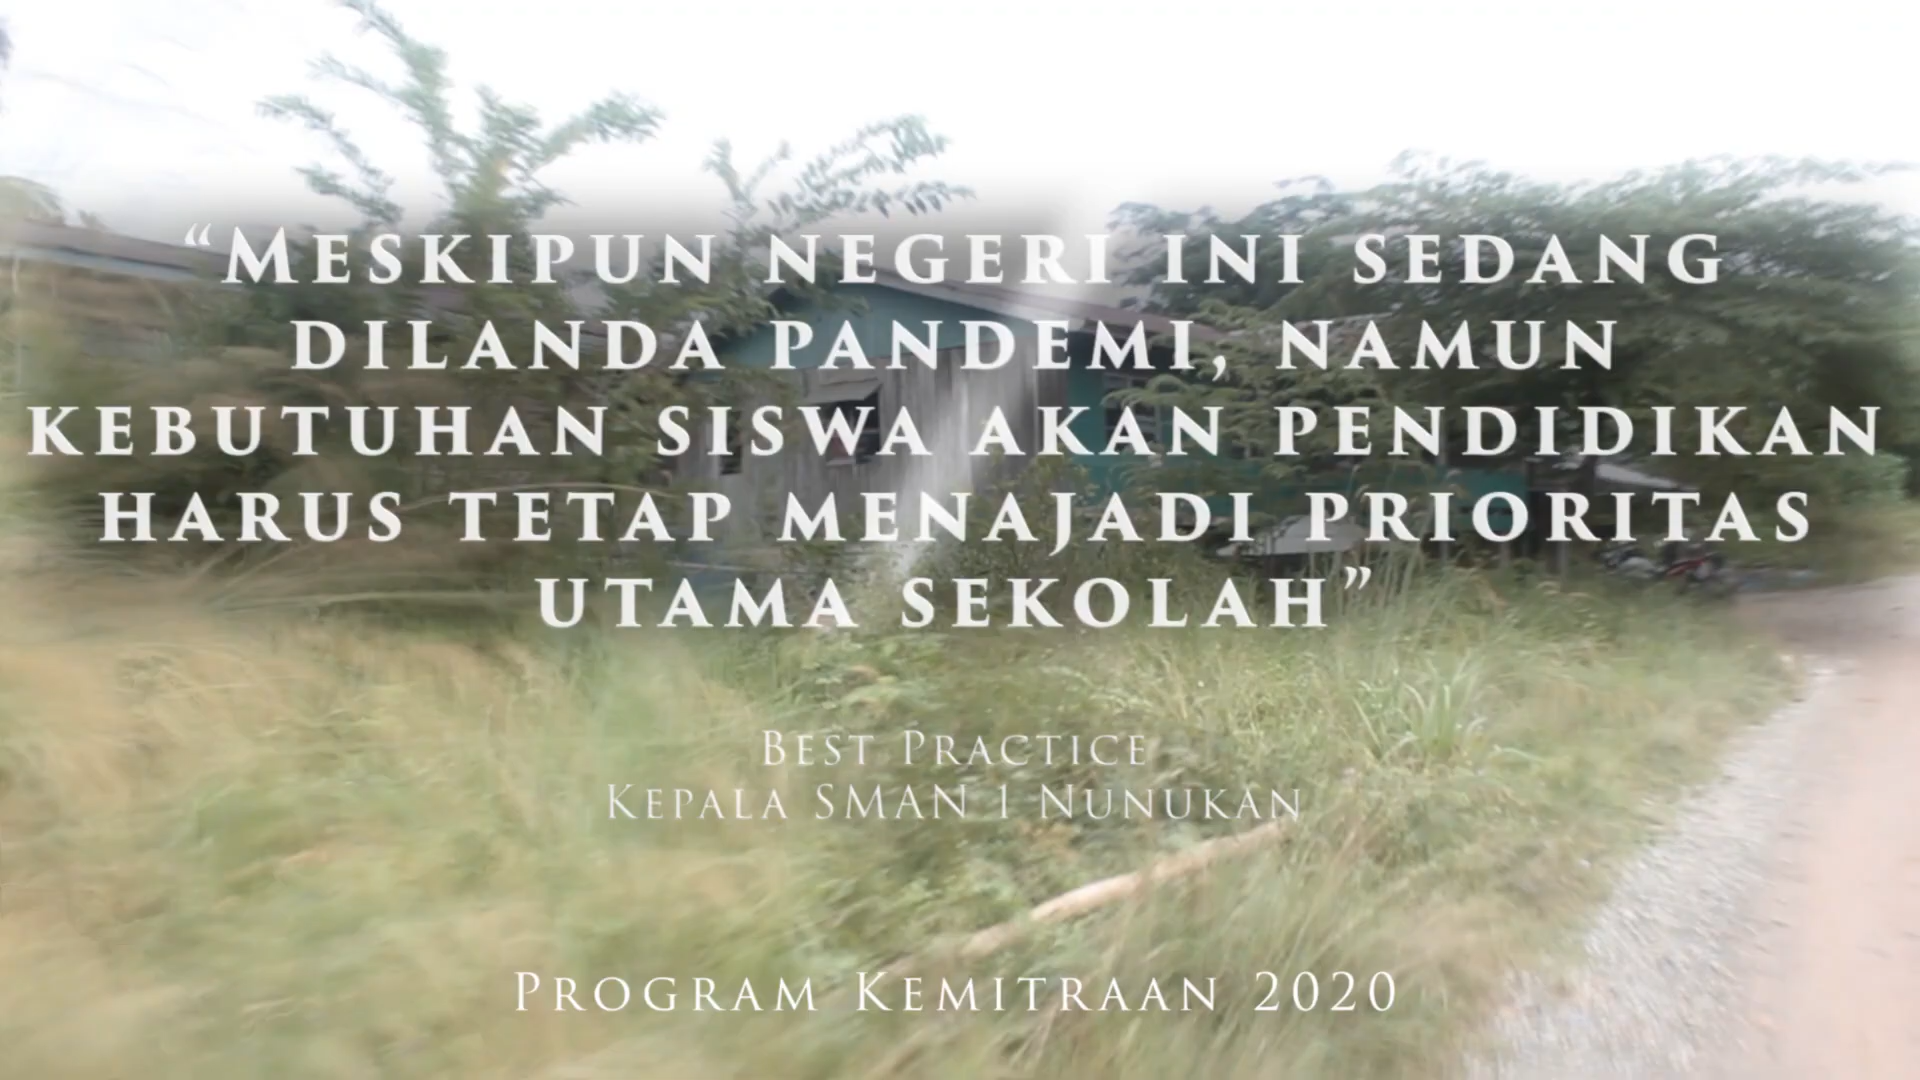 “Meskipun negeri ini sedang
dilanda pandemi, namun
kebutuhan siswa akan pendidikan
harus tetap menajadi prioritas
utama sekolah”
Best Practice
Kepala SMAN 1 Nunukan
Program Kemitraan 2020